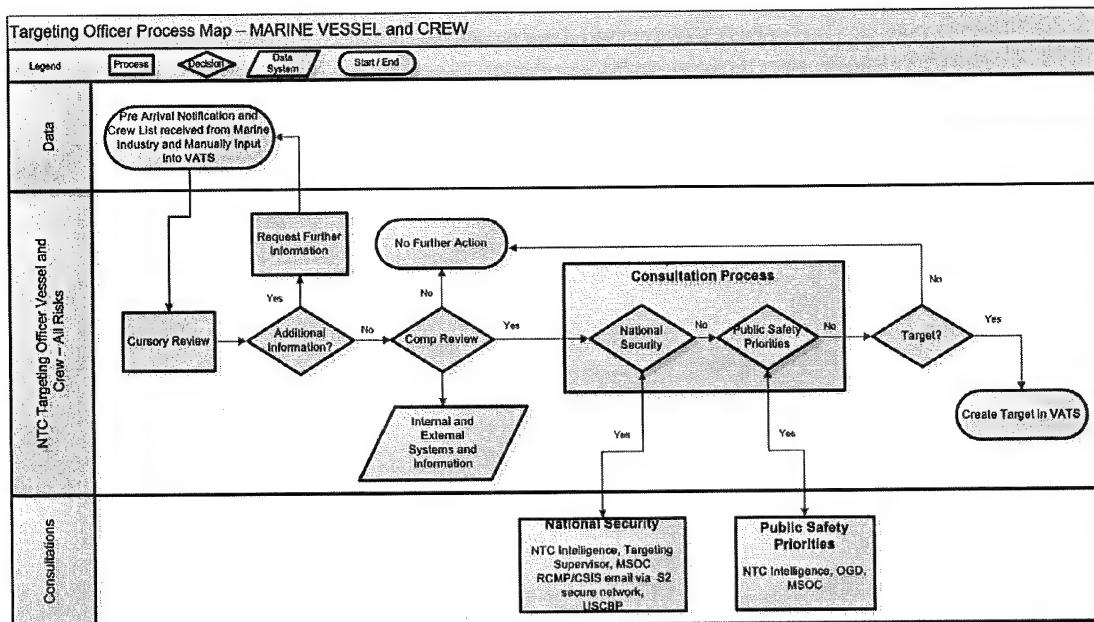 Targeting Officer Process Map – MARINE VESSEL and CREW
Legend
Process
Decision
Data
System
Start / End
Data
Pre Arrival Notification and
Crew List received from Marine
Industry and Manually Input
into VATS
NTC-Targeting Officer Vessel and
Crew – All Risks
Request Further
Information
No Further Action
Yes
No
Consultation Process
No
Cursory Review
Additional
Information?
No
Comp Review
Yes
National
Security
No
Public Safety
Priorities
No
Target?
Yes
Internal and
External
Systems and
Information
Yes
Yes
Create Target in VATS
Consultations
National Security
NTC Intelligence, Targeting
Supervisor, MSOC
RCMP/CSIS email via S2
secure network,
USCBP
Public Safety
Priorities
NTC Intelligence, OGD,
MSOC